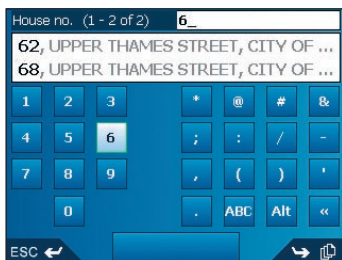 House no. (1 - 2 of 2) 6_
62, UPPER THAMES STREET, CITY OF ...
68, UPPER THAMES STREET, CITY OF ...
1 2 3 * @ # &
4 5 6 ; : / -
7 8 9 , ( ) '
0 . ABC Alt «
ESC